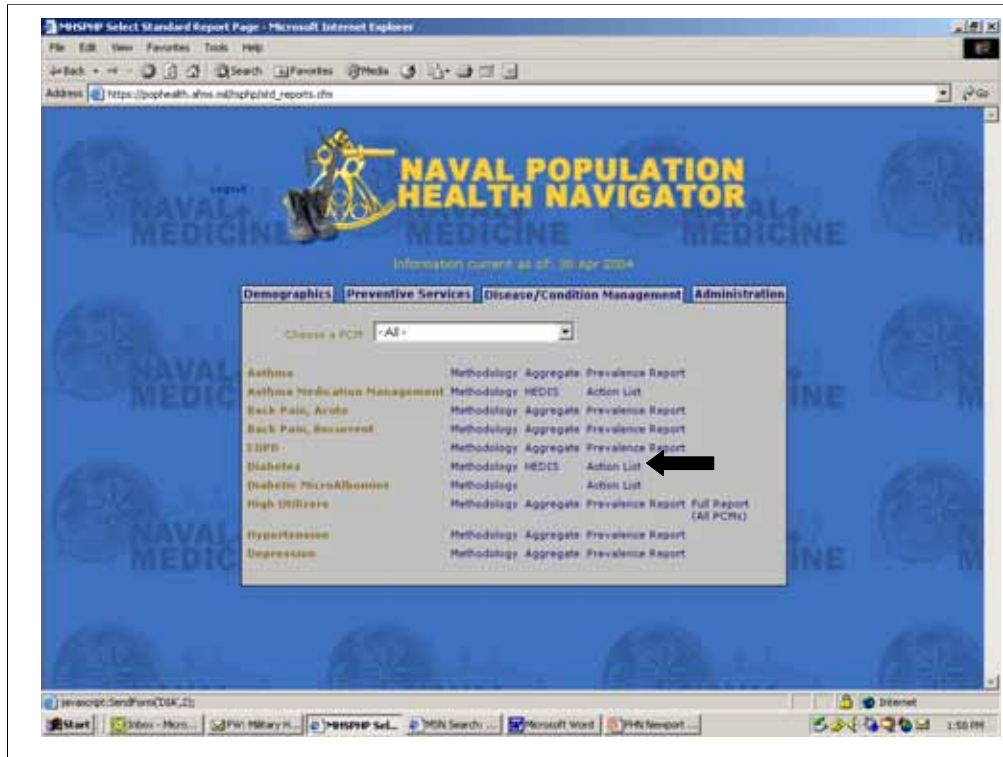 MHSPHP Select Standard Report Page - Microsoft Internet Explorer
File Edit View Favorites Tools Help
Back Search Favorites Media
Address https://pophealth.afms.mil/hsphp/std_reports.cfm Go
Logout
NAVAL POPULATION
HEALTH NAVIGATOR
NAVAL
MEDICINE
Information current as of: 30 Apr 2004
Demographics Preventive Services Disease/Condition Management Administration
Choose a PCM - All -
Asthma Methodology Aggregate Prevalence Report
Asthma Medication Management Methodology HEDIS Action List
Back Pain, Acute Methodology Aggregate Prevalence Report
Back Pain, Recurrent Methodology Aggregate Prevalence Report
COPD Methodology Aggregate Prevalence Report
Diabetes Methodology HEDIS Action List
Diabetic MicroAlbumins Methodology Action List
High Utilizers Methodology Aggregate Prevalence Report Full Report
(All PCMs)
Hypertension Methodology Aggregate Prevalence Report
Depression Methodology Aggregate Prevalence Report
javascript:SendForm('DIA',2); Internet
Start Inbox - Micro... FW: Military H... MHSPHP Sel... MSN Search: ... Microsoft Word PHN Newport ... 1:50 PM